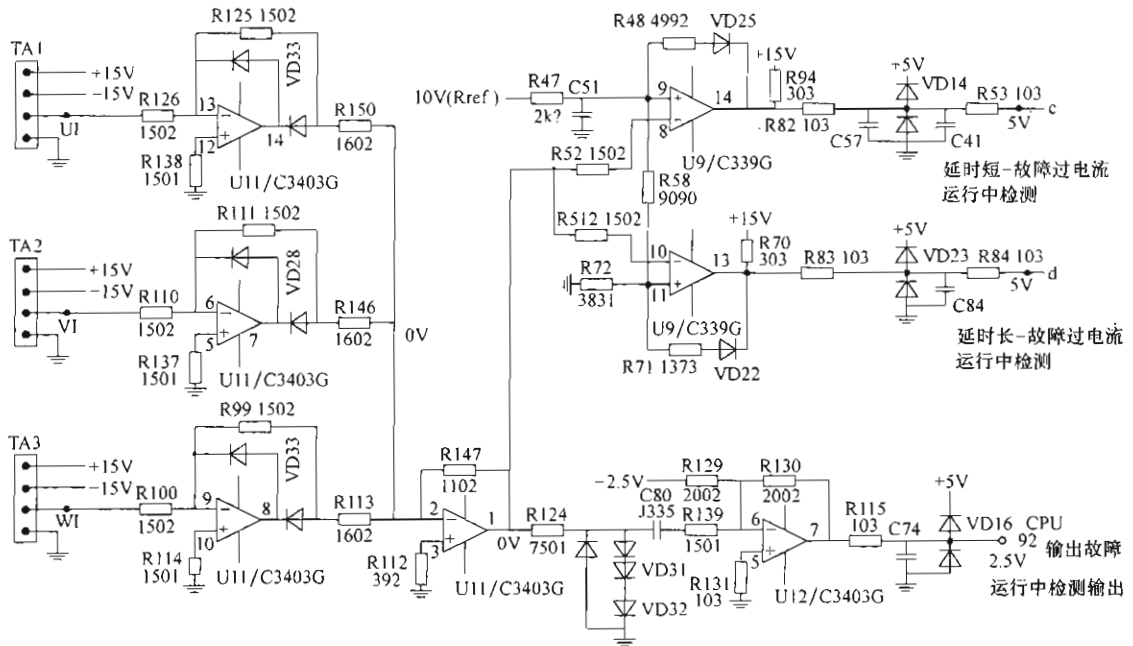 R125 1502
VD33
TA1
+15V
-15V
R126
1502
UI
13
12
14
R138
1501
U11/C3403G
R150
1602
R111 1502
VD28
TA2
+15V
-15V
R110
1502
VI
6
5
7
R137
1501
U11/C3403G
R146
1602
0V
R99 1502
VD33
TA3
+15V
-15V
R100
1502
WI
9
10
8
R114
1501
U11/C3403G
R113
1602
R147
1102
2
3
1
0V
R112
392
U11/C3403G
R48 4992
VD25
10V(Rref)
R47
2k?
C51
9
8
14
+15V
R94
303
R82 103
U9/C339G
+5V
VD14
C57
C41
R53 103
5V
c
延时短-故障过电流
运行中检测
R52 1502
R58
9090
R512 1502
10
11
13
+15V
R70
303
R72
3831
U9/C339G
R71 1373
VD22
R83 103
+5V
VD23
C84
R84 103
5V
d
延时长-故障过电流
运行中检测
R124
7501
VD31
VD32
-2.5V
R129
2002
R130
2002
C80
J335
R139
1501
6
5
7
R131
103
U12/C3403G
R115
103
C74
+5V
VD16
CPU
92
2.5V
输出故障
运行中检测输出